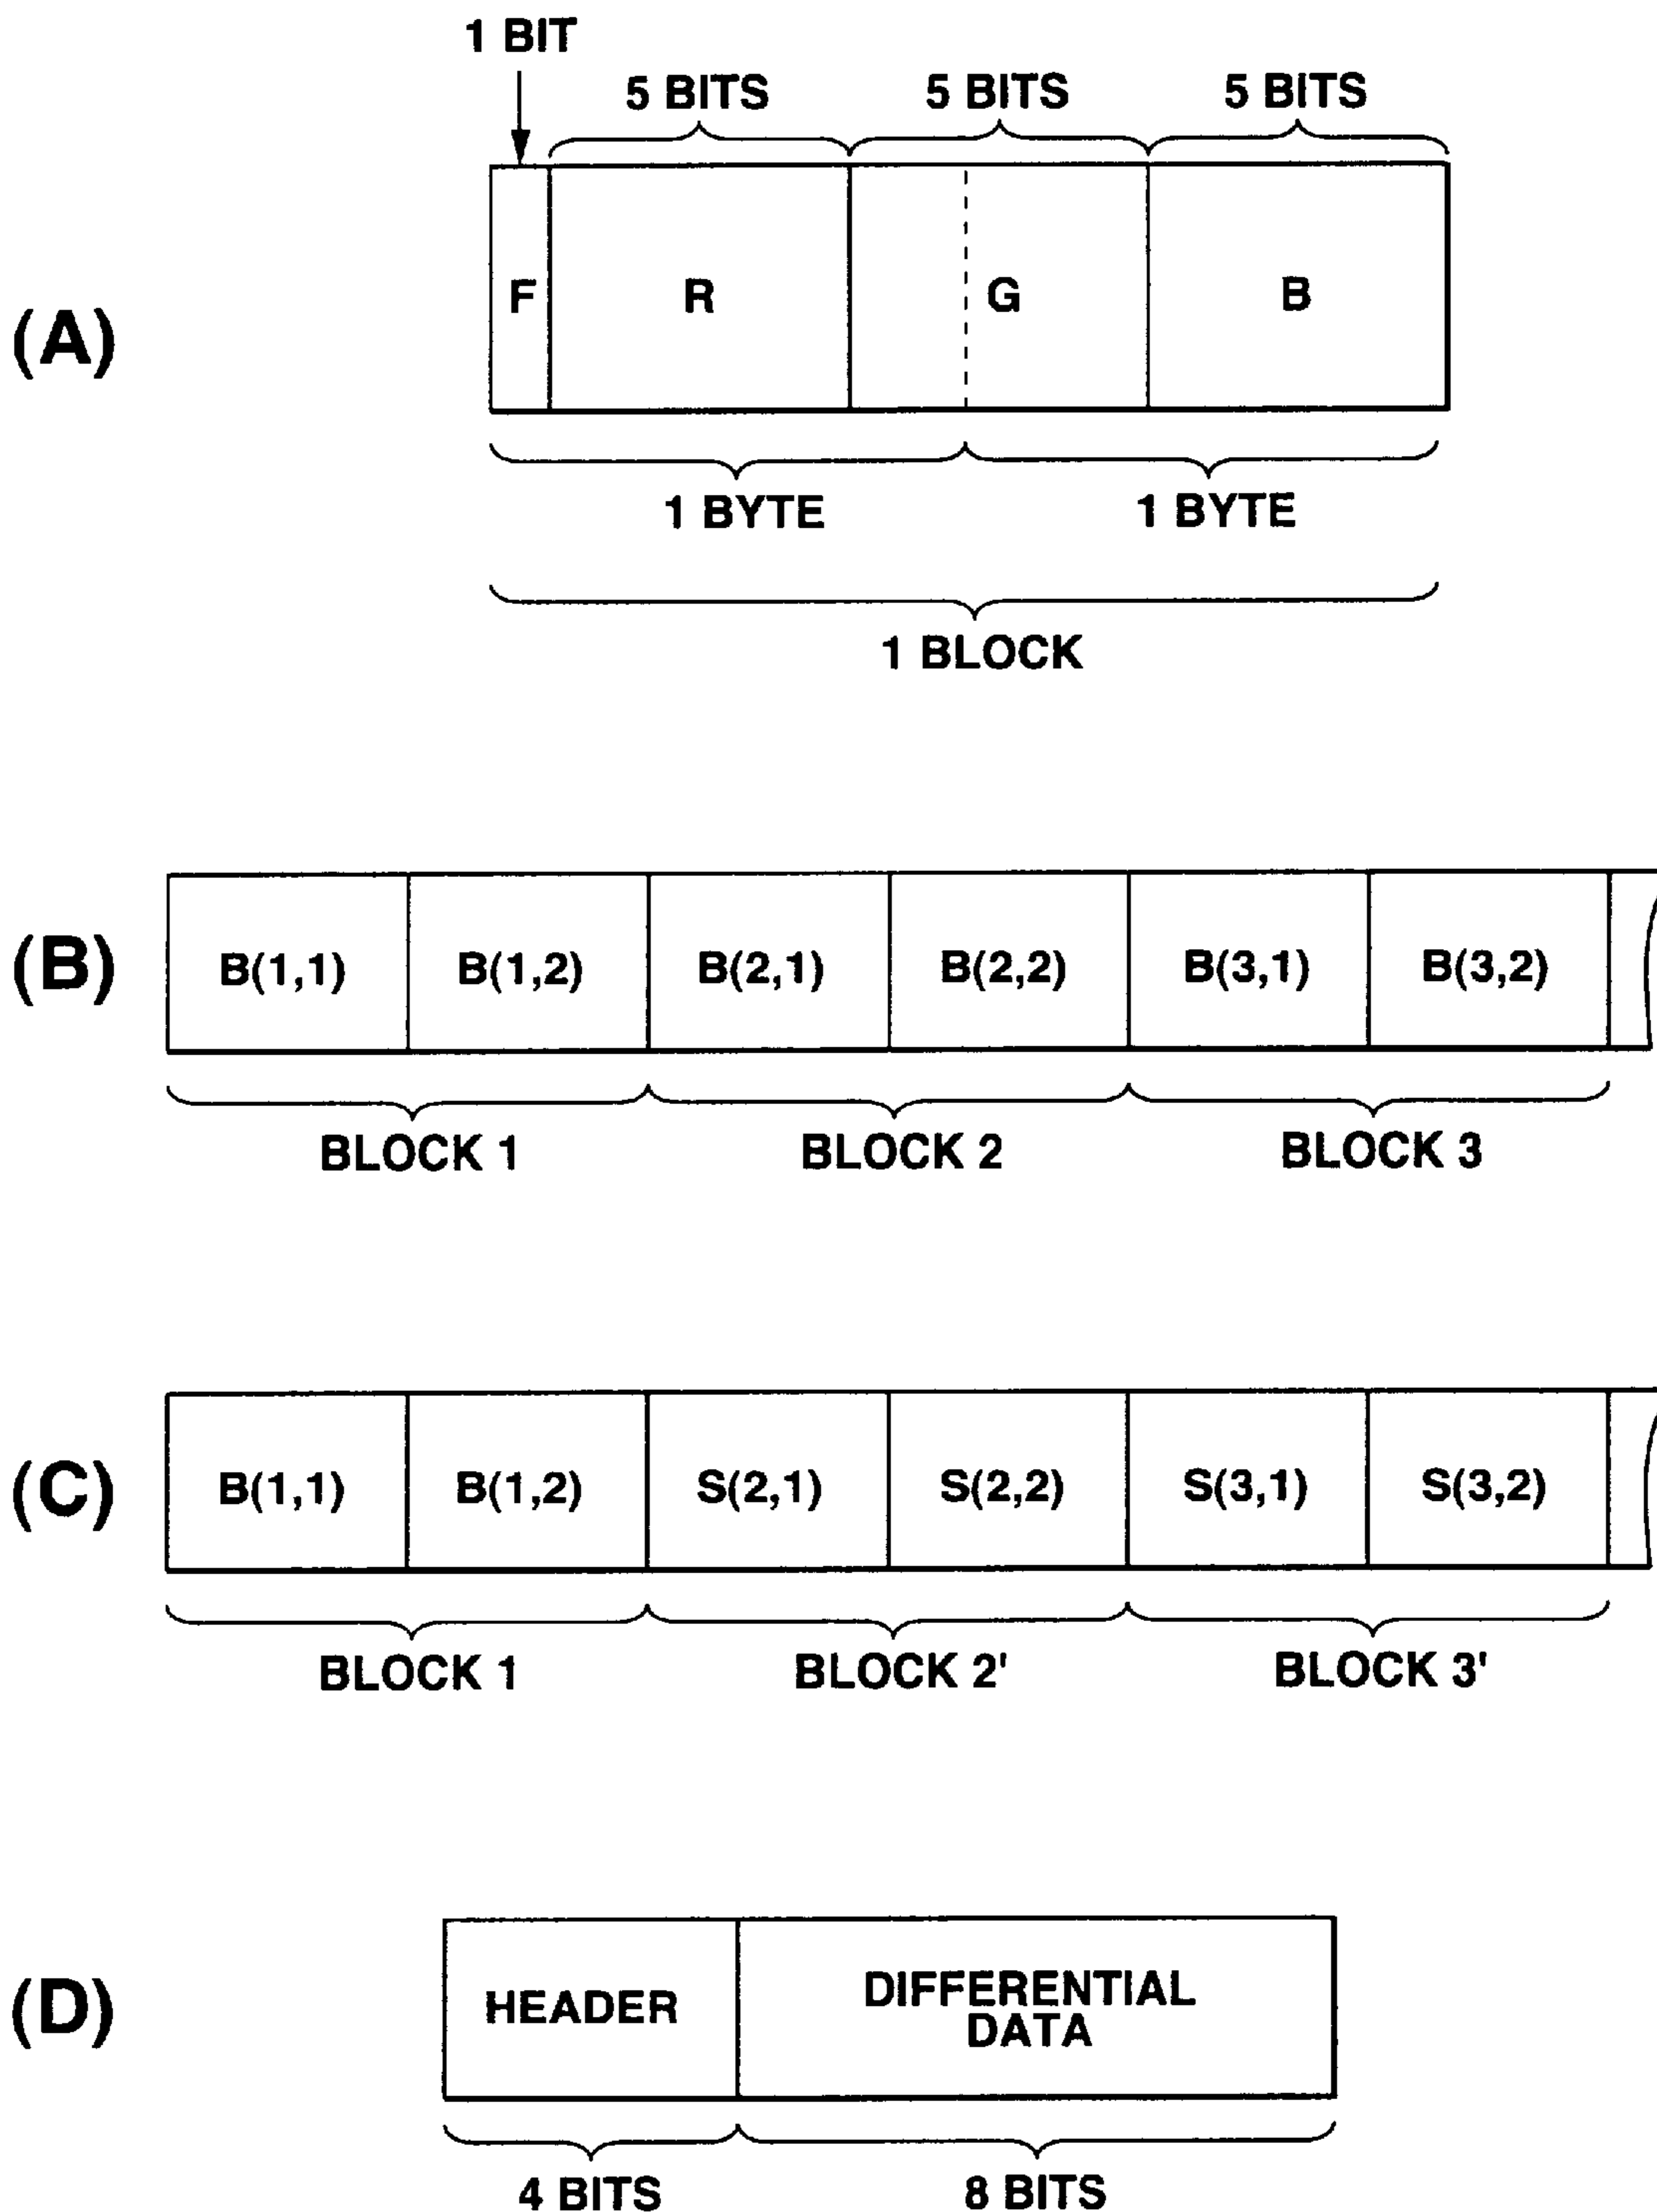 1 BIT
5 BITS 5 BITS 5 BITS
(A)
F R G B
1 BYTE 1 BYTE
1 BLOCK
(B)
B(1,1) B(1,2) B(2,1) B(2,2) B(3,1) B(3,2)
BLOCK 1 BLOCK 2 BLOCK 3
(C)
B(1,1) B(1,2) S(2,1) S(2,2) S(3,1) S(3,2)
BLOCK 1 BLOCK 2' BLOCK 3'
(D)
HEADER
DIFFERENTIAL
DATA
4 BITS 8 BITS